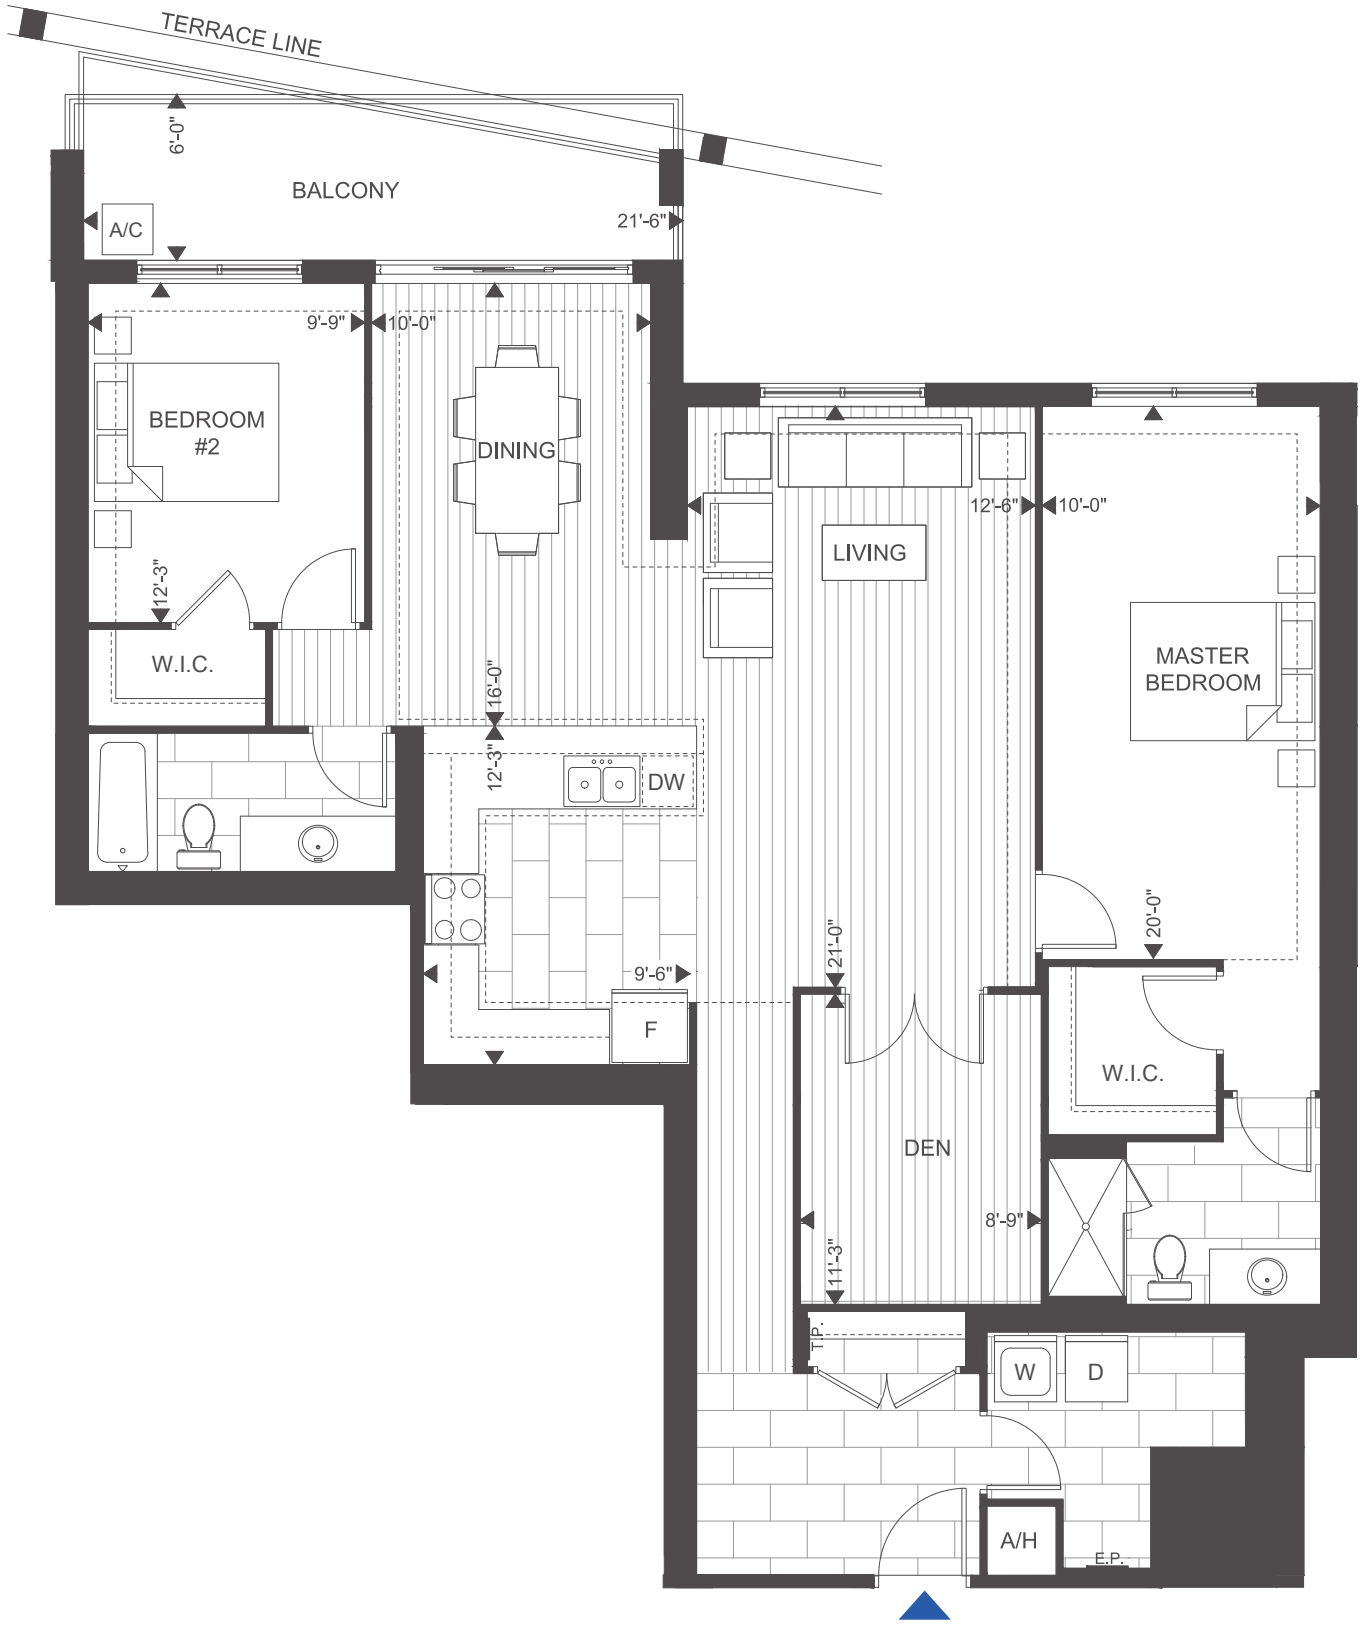 TERRACE LINE
6'-0"
BALCONY
A/C
21'-6"
9'-9"
10'-0"
BEDROOM
#2
DINING
12'-6"
10'-0"
LIVING
12'-3"
W.I.C.
MASTER
BEDROOM
16'-0"
12'-3"
DW
20'-0"
21'-0"
9'-6"
F
W.I.C.
DEN
8'-9"
11'-3"
T.P.
W
D
A/H
E.P.